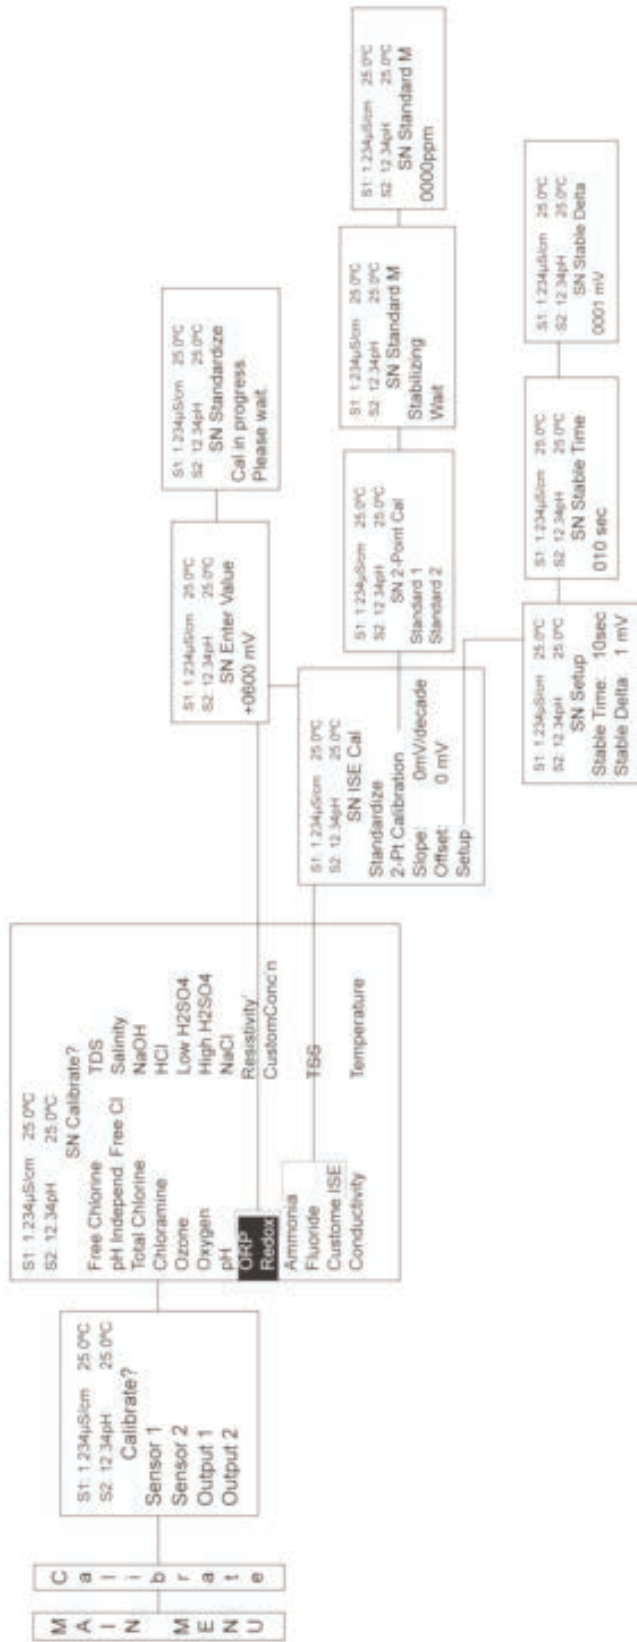 MAIN MENU
Calibrate
S1: 1.234µS/cm 25.0ºC
S2: 12.34pH 25.0ºC
Calibrate?
Sensor 1
Sensor 2
Output 1
Output 2
S1: 1.234µS/cm 25.0ºC
S2: 12.34pH 25.0ºC
SN Calibrate?
Free Chlorine TDS
pH Independ Free Cl Salinity
Total Chlorine NaOH
Chloramine HCl
Ozone Low H2SO4
Oxygen High H2SO4
pH NaCl
ORP Resistivity
Redox CustomConc'n
Ammonia
Fluoride TSS
Custome ISE
Conductivity Temperature
S1: 1.234µS/cm 25.0ºC
S2: 12.34pH 25.0ºC
SN Enter Value
+0600 mV
S1: 1.234µS/cm 25.0ºC
S2: 12.34pH 25.0ºC
SN Standardize
Cal in progress
Please wait.
S1: 1.234µS/cm 25.0ºC
S2: 12.34pH 25.0ºC
SN ISE Cal
Standardize
2-Pt Calibration
Slope: 0mV/decade
Offset: 0 mV
Setup
S1: 1.234µS/cm 25.0ºC
S2: 12.34pH 25.0ºC
SN 2-Point Cal
Standard 1
Standard 2
S1: 1.234µS/cm 25.0ºC
S2: 12.34pH 25.0ºC
SN Standard M
Stabilizing
Wait
S1: 1.234µS/cm 25.0ºC
S2: 12.34pH 25.0ºC
SN Standard M
0000ppm
S1: 1.234µS/cm 25.0ºC
S2: 12.34pH 25.0ºC
SN Setup
Stable Time: 10sec
Stable Delta: 1 mV
S1: 1.234µS/cm 25.0ºC
S2: 12.34pH 25.0ºC
SN Stable Time
010 sec
S1: 1.234µS/cm 25.0ºC
S2: 12.34pH 25.0ºC
SN Stable Delta
0001 mV